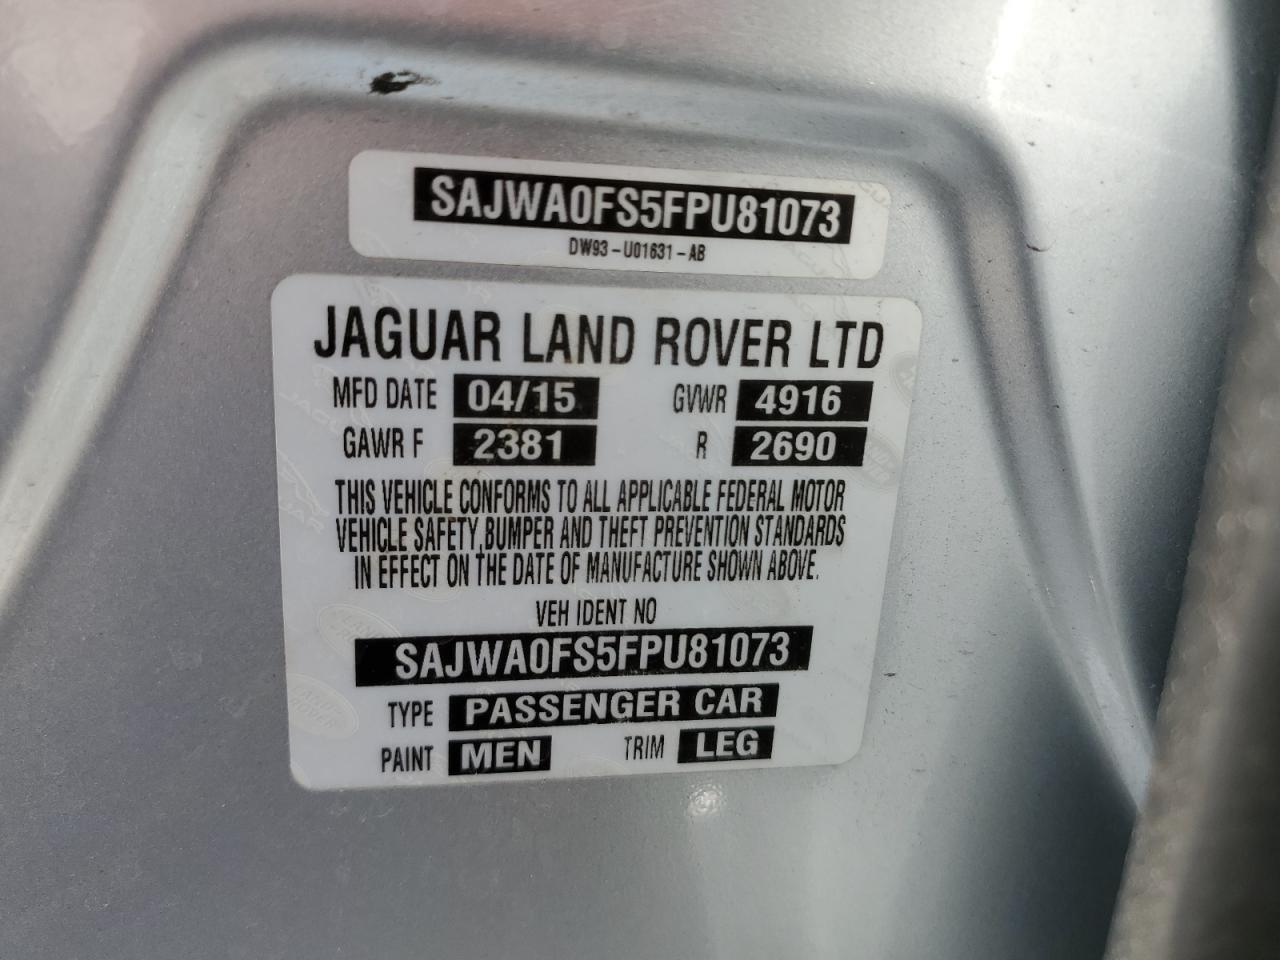 SAJWA0FS5FPU81073
DW93-U01631-AB
JAGUAR LAND ROVER LTD
MFD DATE 04/15 GVWR 4916
GAWR F 2381 R 2690
THIS VEHICLE CONFORMS TO ALL APPLICABLE FEDERAL MOTOR
VEHICLE SAFETY, BUMPER AND THEFT PREVENTION STANDARDS
IN EFFECT ON THE DATE OF MANUFACTURE SHOWN ABOVE.
VEH IDENT NO
SAJWA0FS5FPU81073
TYPE PASSENGER CAR
PAINT MEN TRIM LEG